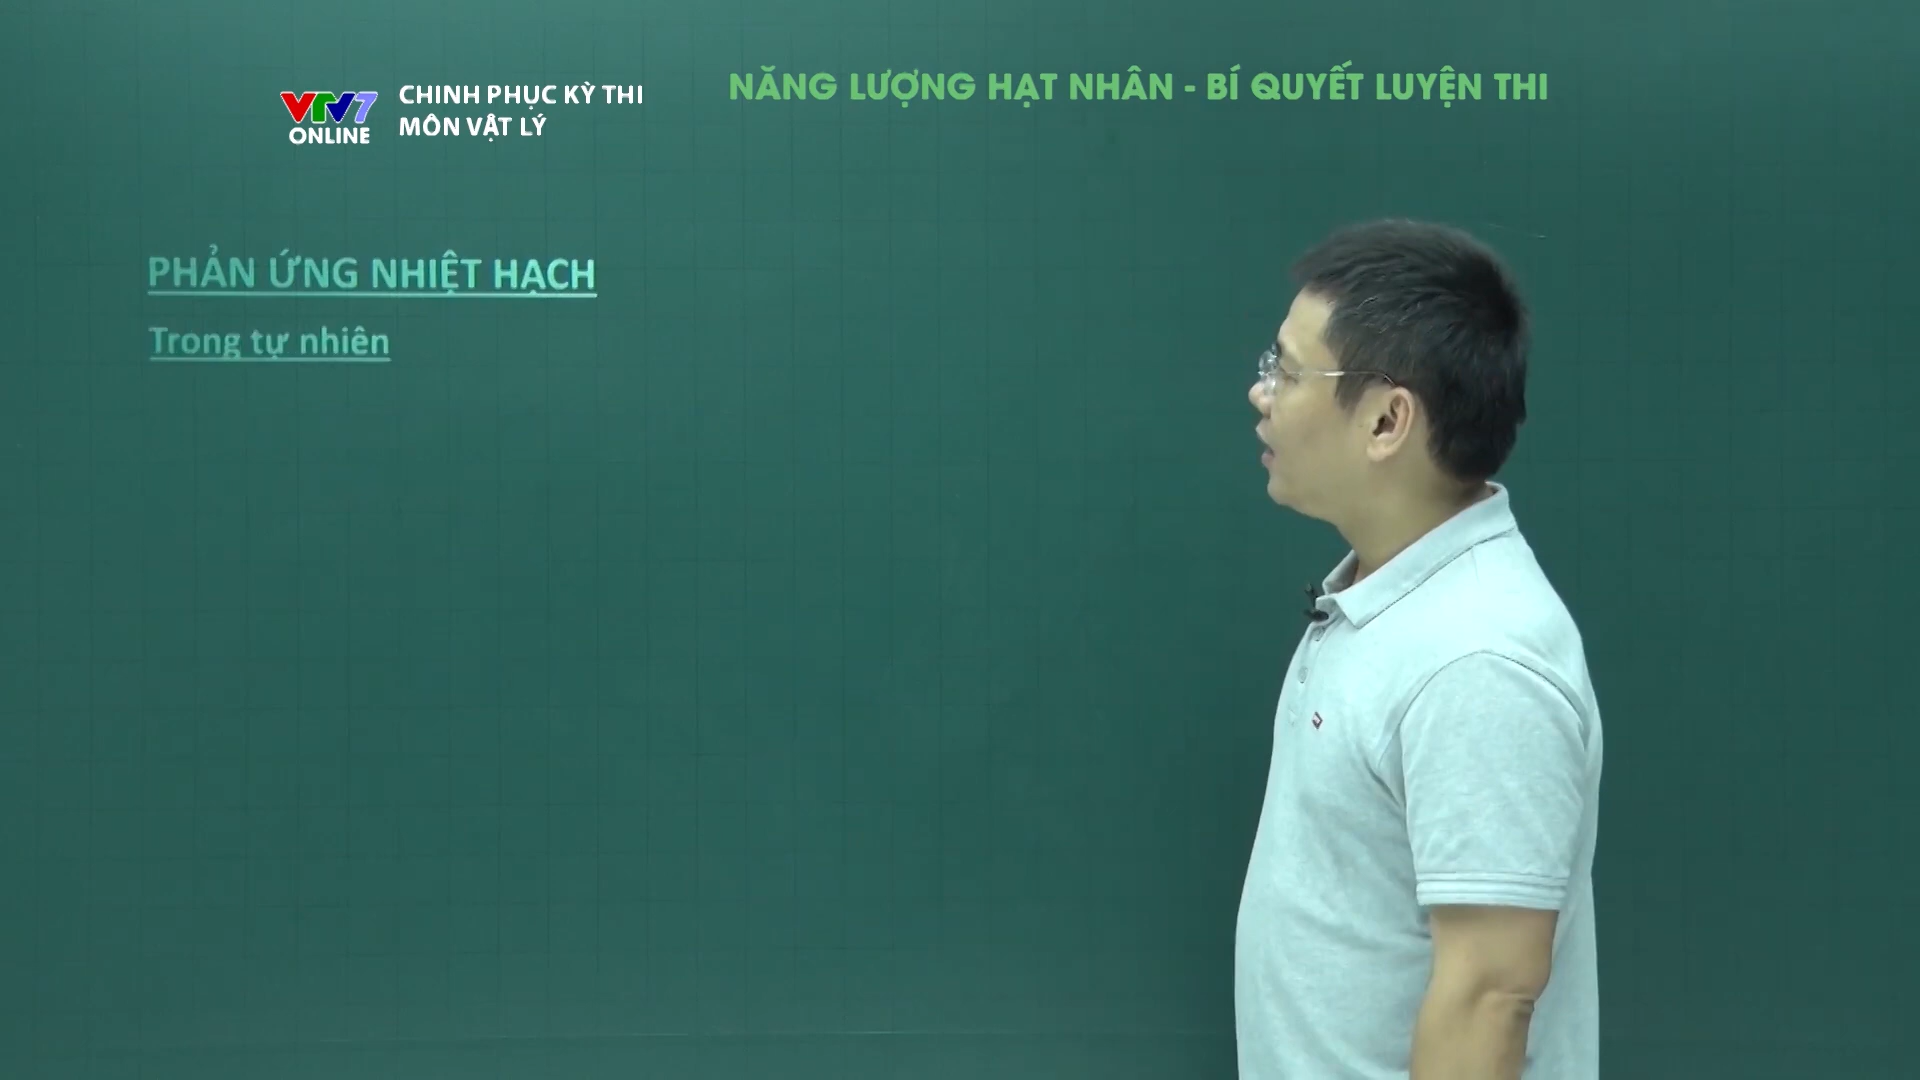 VTV7
ONLINE
CHINH PHỤC KỲ THI
MÔN VẬT LÝ
NĂNG LƯỢNG HẠT NHÂN - BÍ QUYẾT LUYỆN THI
PHẢN ỨNG NHIỆT HẠCH
Trong tự nhiên